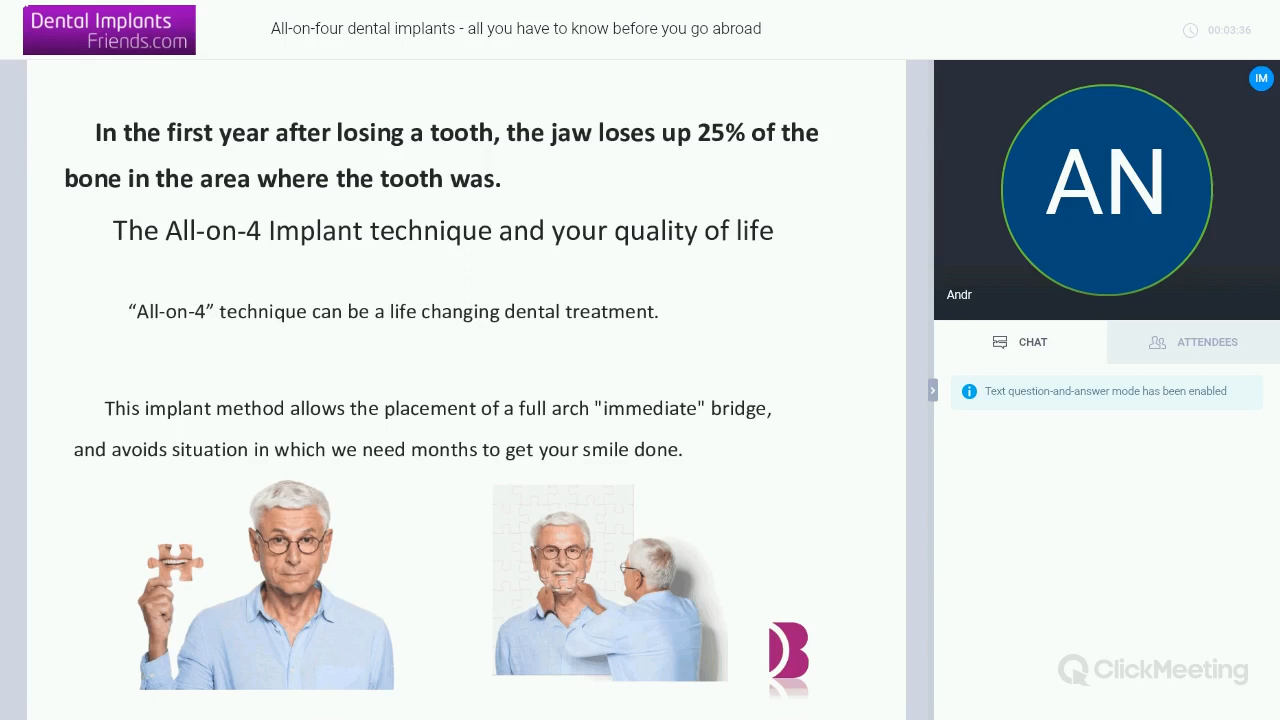 Dental Implants
Friends.com
All-on-four dental implants - all you have to know before you go abroad
00:03:36
In the first year after losing a tooth, the jaw loses up 25% of the
bone in the area where the tooth was.
The All-on-4 Implant technique and your quality of life
“All-on-4” technique can be a life changing dental treatment.
This implant method allows the placement of a full arch "immediate" bridge,
and avoids situation in which we need months to get your smile done.
IM
AN
Andr
CHAT
ATTENDEES
Text question-and-answer mode has been enabled
ClickMeeting